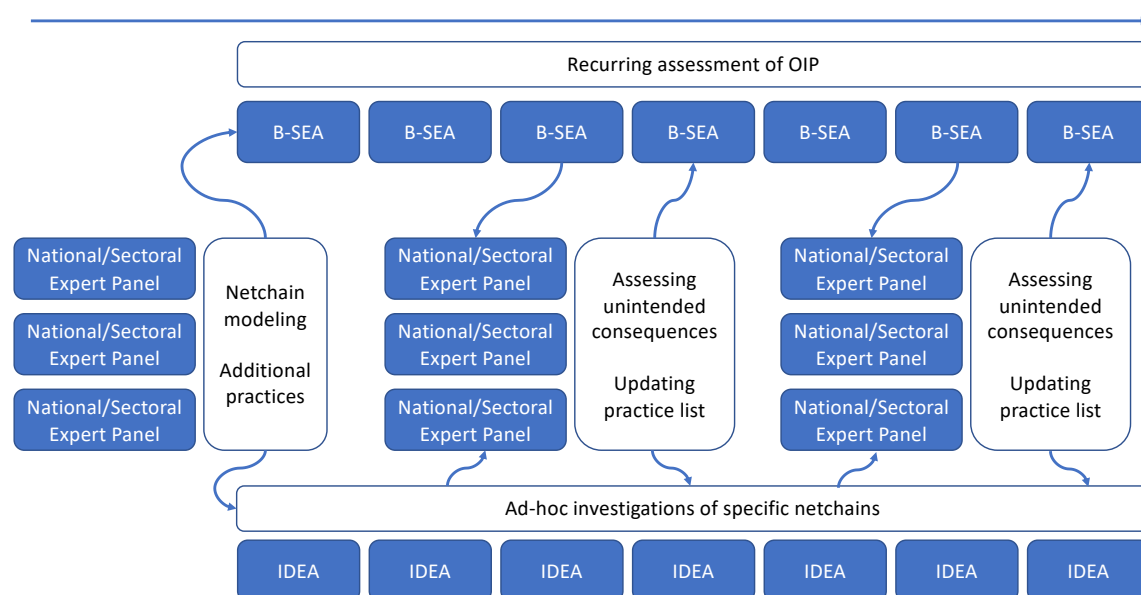 Recurring assessment of OIP
B-SEA
B-SEA
B-SEA
B-SEA
B-SEA
B-SEA
B-SEA
National/Sectoral
Expert Panel
National/Sectoral
Expert Panel
National/Sectoral
Expert Panel
Netchain
modeling
Additional
practices
National/Sectoral
Expert Panel
National/Sectoral
Expert Panel
National/Sectoral
Expert Panel
Assessing
unintended
consequences
Updating
practice list
National/Sectoral
Expert Panel
National/Sectoral
Expert Panel
National/Sectoral
Expert Panel
Assessing
unintended
consequences
Updating
practice list
Ad-hoc investigations of specific netchains
IDEA
IDEA
IDEA
IDEA
IDEA
IDEA
IDEA